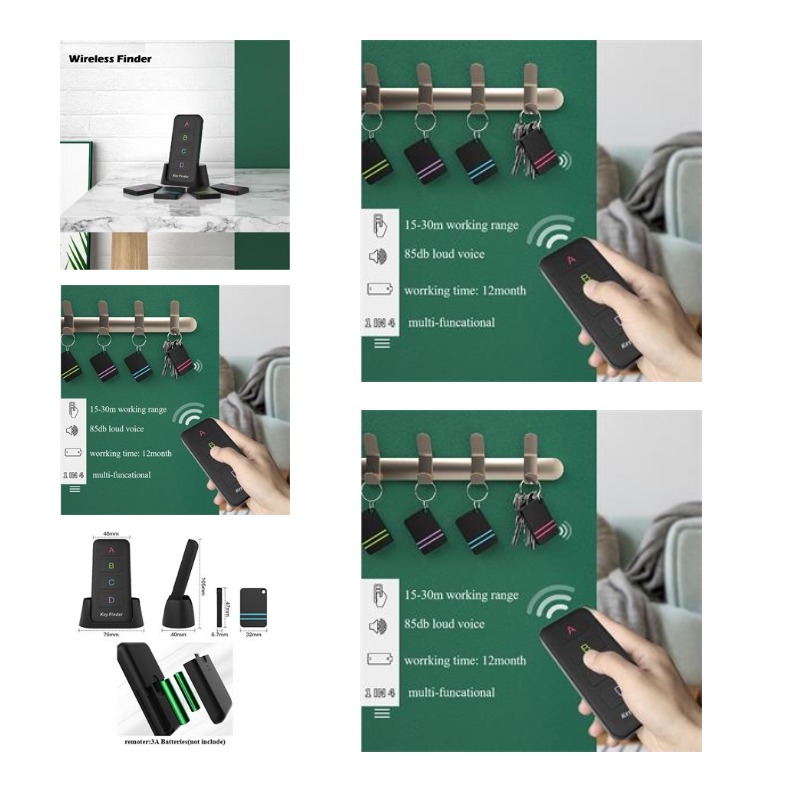 Wireless Finder
A
B
C
D
Key Finder
15-30m working range
85db loud voice
worrking time: 12month
1 IN 4 multi-funcational
A
B
15-30m working range
85db loud voice
worrking time: 12month
1 IN 4 multi-funcational
A
B
46mm
A
B
C
D
Key Finder
76mm
40mm
6.7mm
32mm
47mm
remoter:3A Batteries(not include)
15-30m working range
85db loud voice
worrking time: 12month
1 IN 4 multi-funcational
A
B